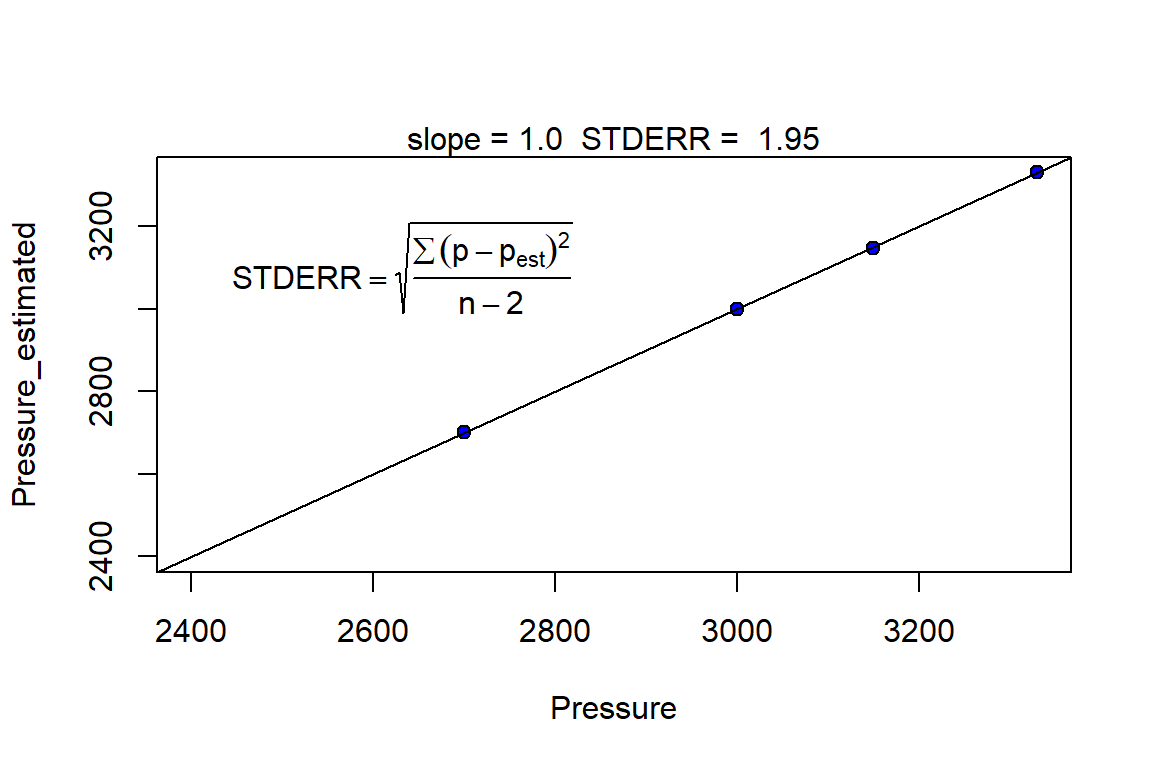 slope = 1.0  STDERR =  1.95
STDERR = √(∑(p − p_est)² / (n − 2))
Pressure_estimated
2400
2800
3200
2400 2600 2800 3000 3200
Pressure